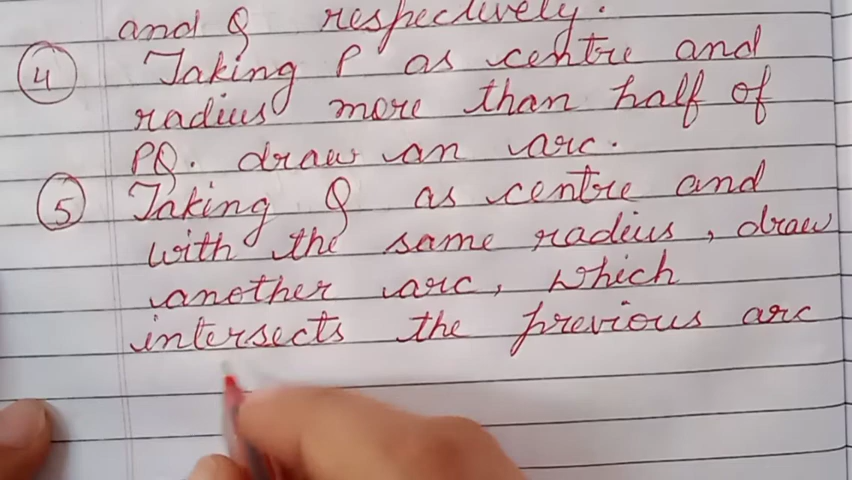 and Q respectively.
4 Taking P as centre and
radius more than half of
PQ. draw an arc.
5 Taking Q as centre and
with the same radius, draw
another arc, which
intersects the previous arc